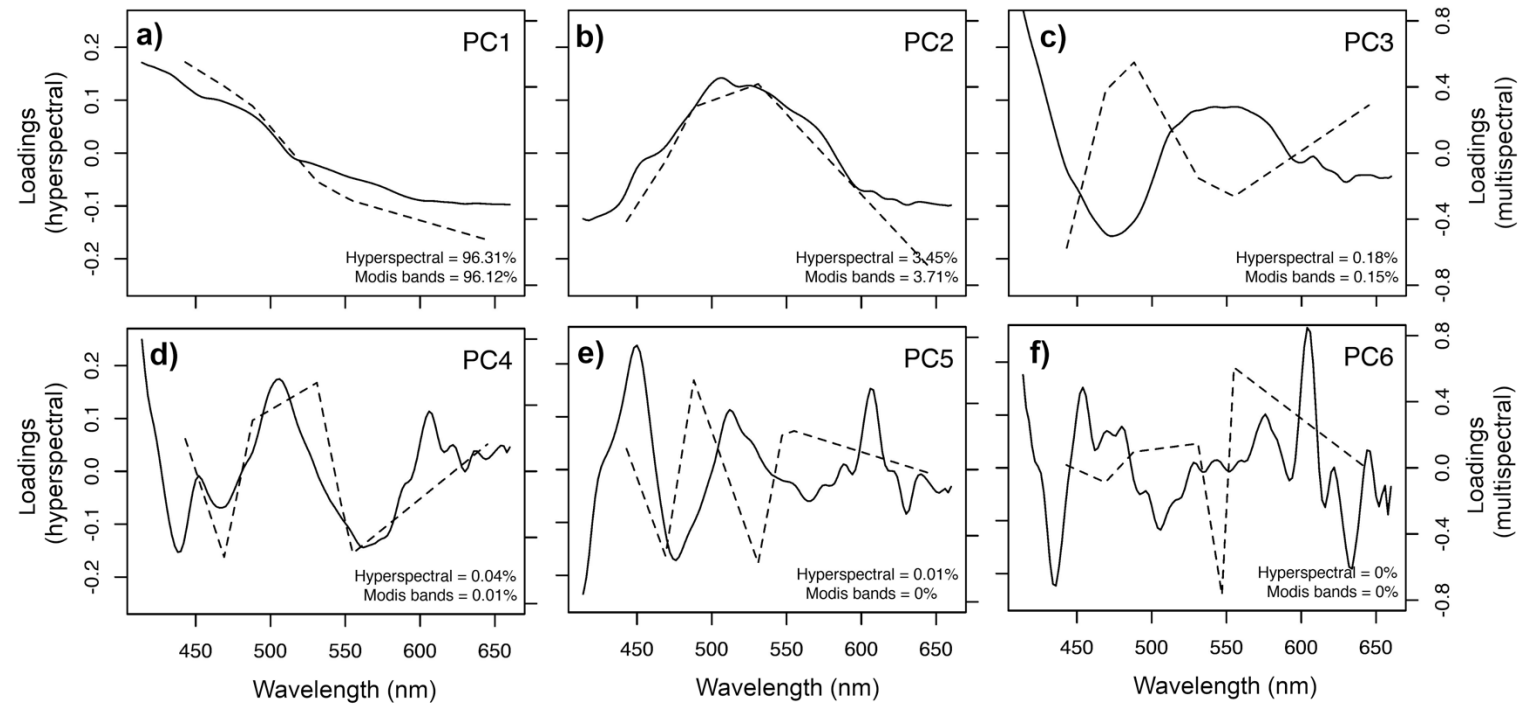 a)
PC1
b)
PC2
c)
PC3
Loadings
(hyperspectral)
0.2
0.1
0.0
-0.1
-0.2
Hyperspectral = 96.31%
Modis bands = 96.12%
Hyperspectral = 3.45%
Modis bands = 3.71%
Hyperspectral = 0.18%
Modis bands = 0.15%
0.8
0.4
0.0
-0.4
-0.8
Loadings
(multispectral)
d)
PC4
e)
PC5
f)
PC6
Loadings
(hyperspectral)
0.2
0.1
0.0
-0.1
-0.2
Hyperspectral = 0.04%
Modis bands = 0.01%
Hyperspectral = 0.01%
Modis bands = 0%
Hyperspectral = 0%
Modis bands = 0%
0.8
0.4
0.0
-0.4
-0.8
Loadings
(multispectral)
450 500 550 600 650
450 500 550 600 650
450 500 550 600 650
Wavelength (nm)
Wavelength (nm)
Wavelength (nm)